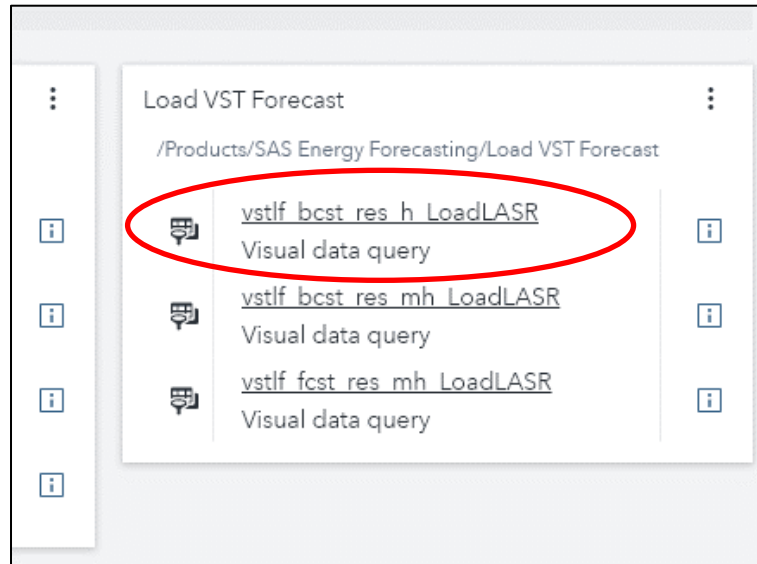 Load VST Forecast
/Products/SAS Energy Forecasting/Load VST Forecast
vstlf_bcst_res_h_LoadLASR
Visual data query
vstlf_bcst_res_mh_LoadLASR
Visual data query
vstlf_fcst_res_mh_LoadLASR
Visual data query